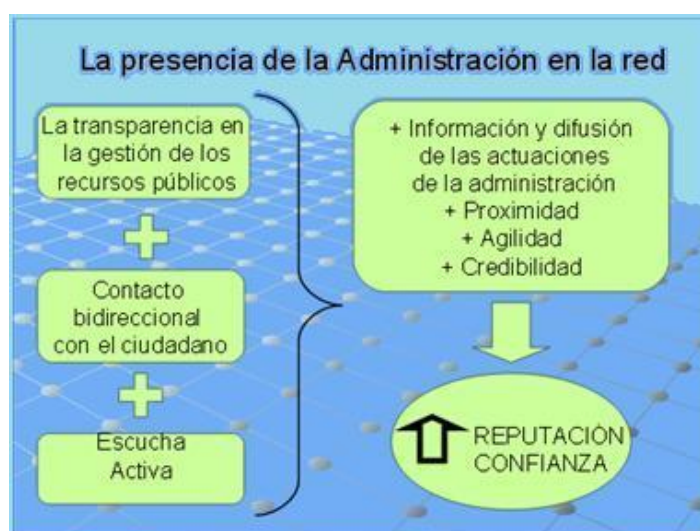 La presencia de la Administración en la red
La transparencia en
la gestión de los
recursos públicos
Contacto
bidireccional
con el ciudadano
Escucha
Activa
+ Información y difusión
de las actuaciones
de la administración
+ Proximidad
+ Agilidad
+ Credibilidad
REPUTACIÓN
CONFIANZA